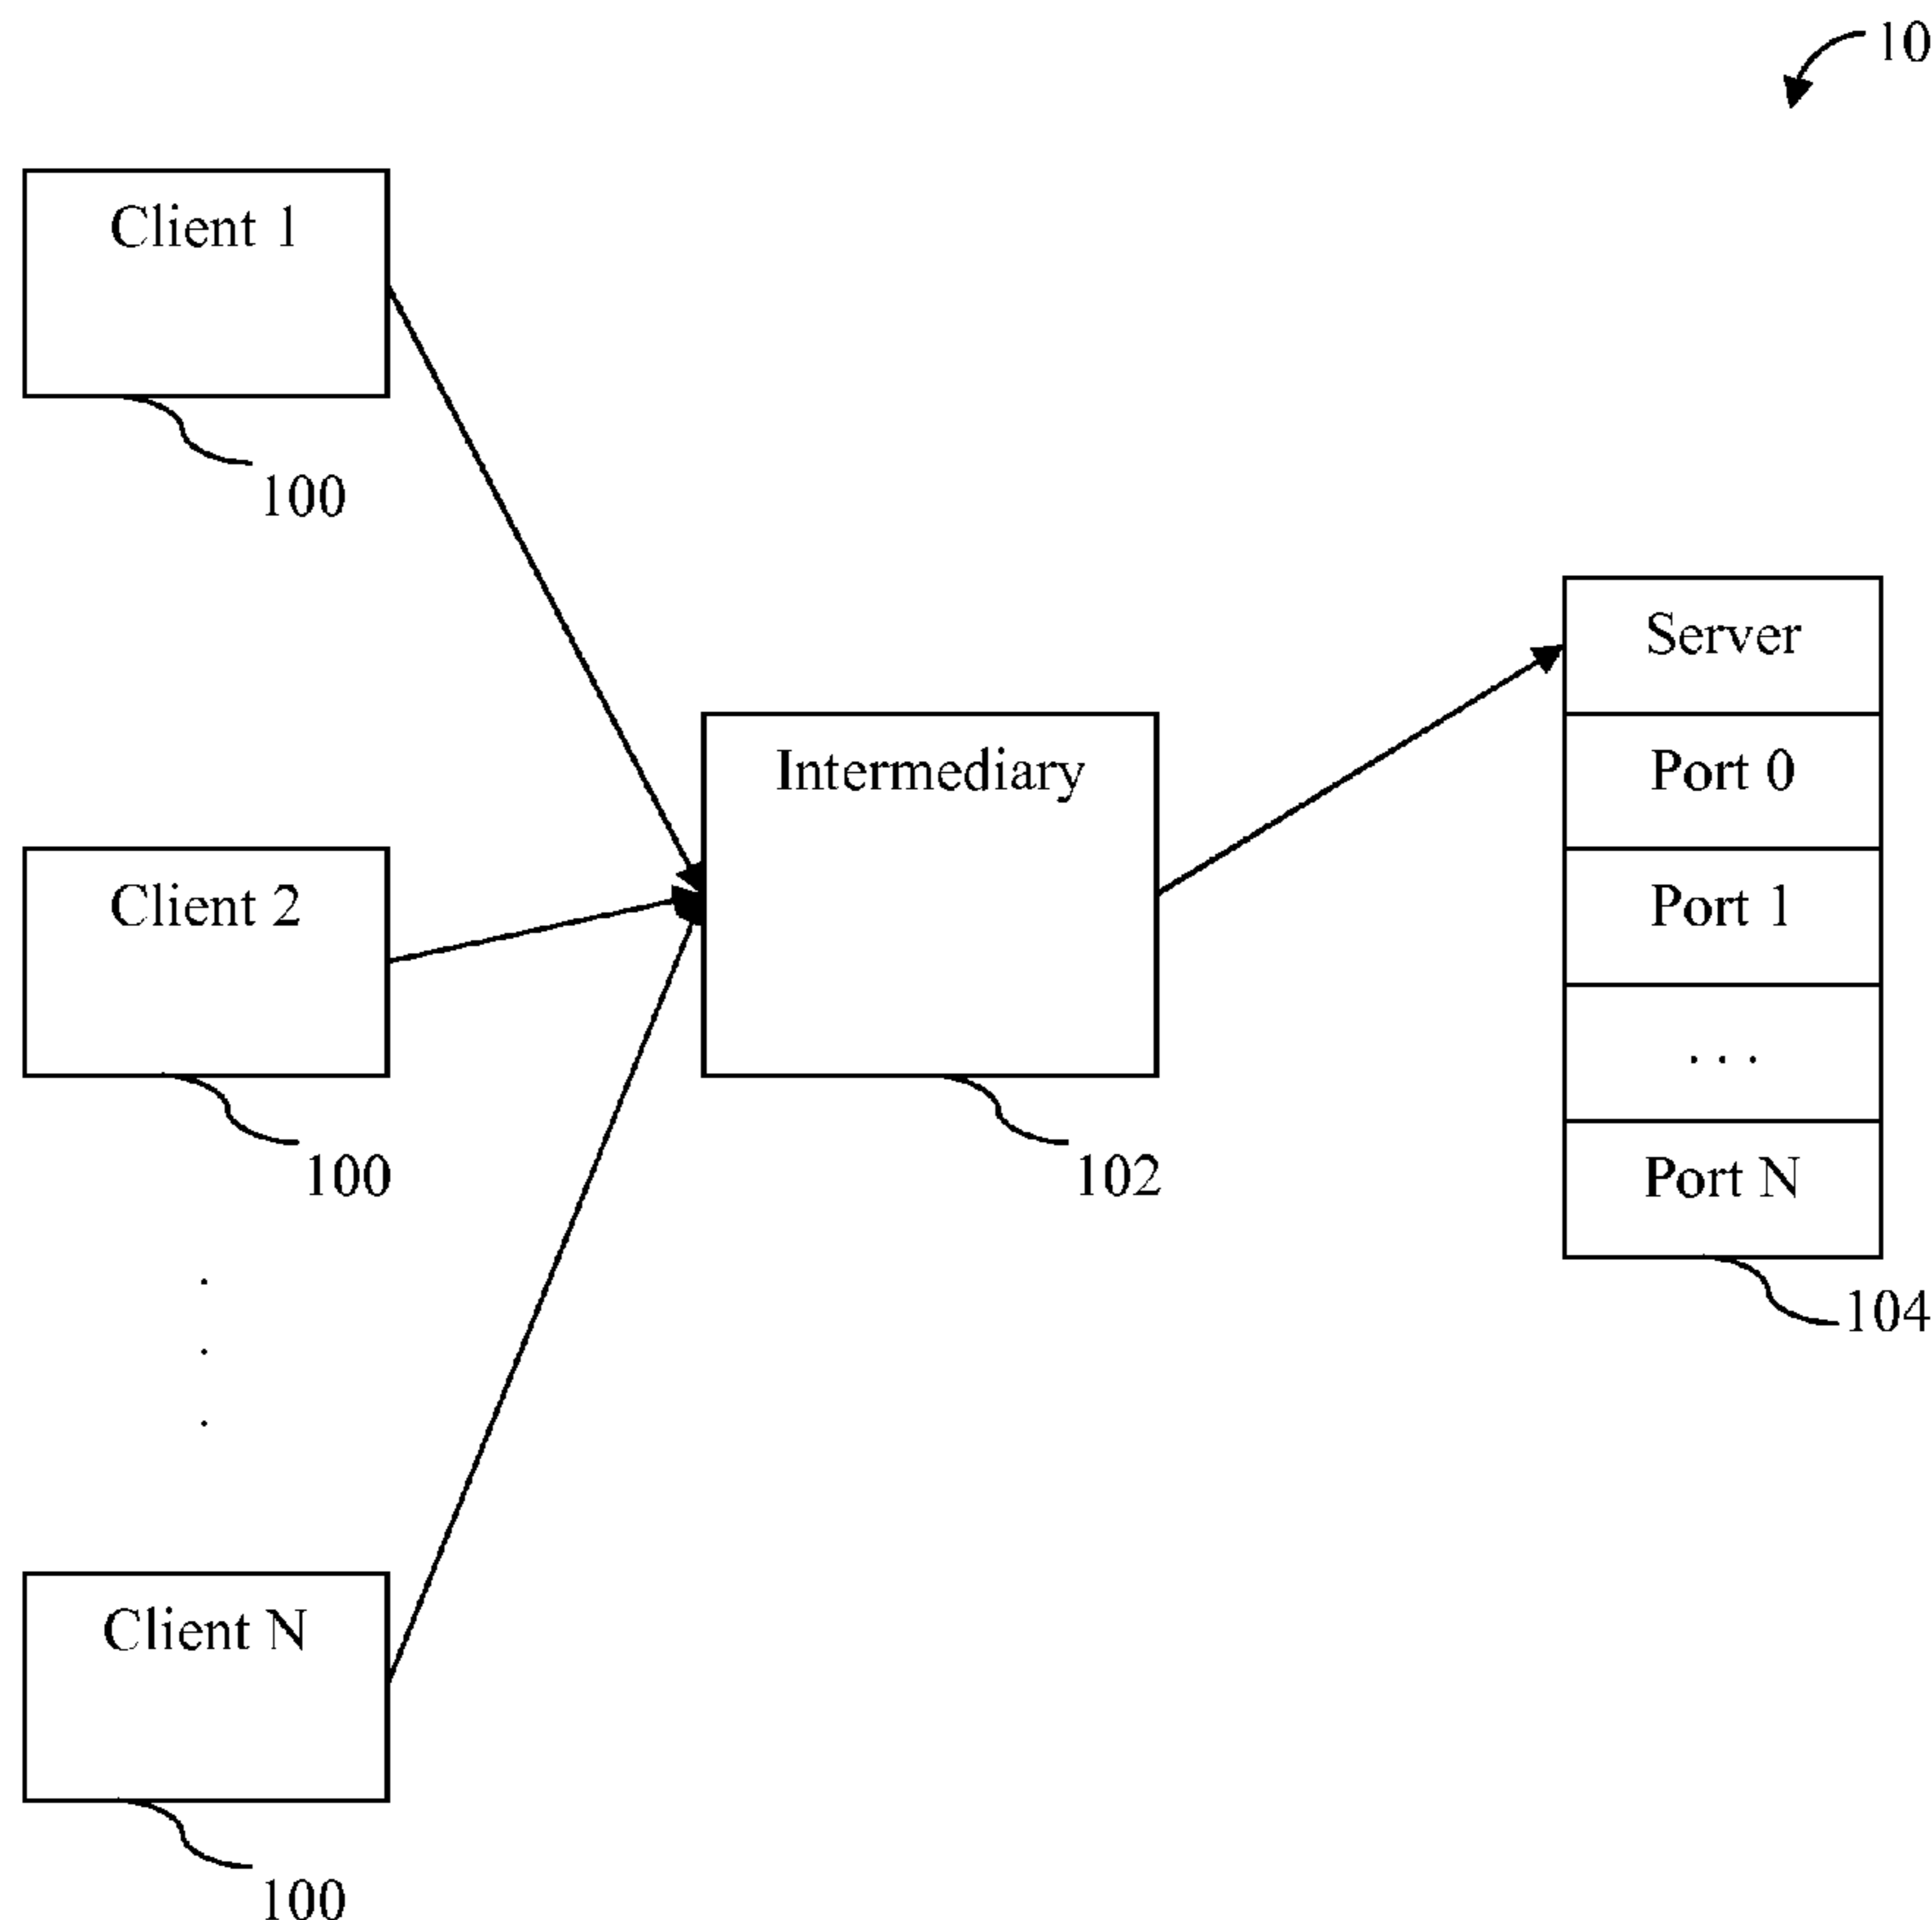 10
Client 1
100
Server
Intermediary
Port 0
Client 2
Port 1
. . .
100
102
Port N
104
.
.
.
Client N
100